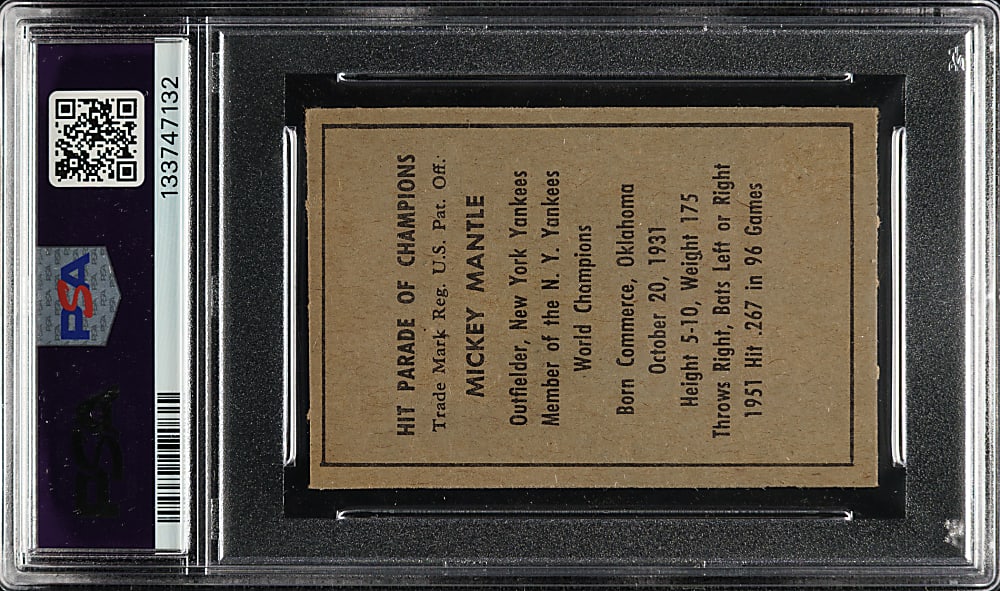 PSA
133747132
PSA
HIT PARADE OF CHAMPIONS
Trade Mark Reg. U.S. Pat. Off.
MICKEY MANTLE
Outfielder, New York Yankees
Member of the N. Y. Yankees
World Champions
Born Commerce, Oklahoma
October 20, 1931
Height 5-10, Weight 175
Throws Right, Bats Left or Right
1951 Hit .267 in 96 Games